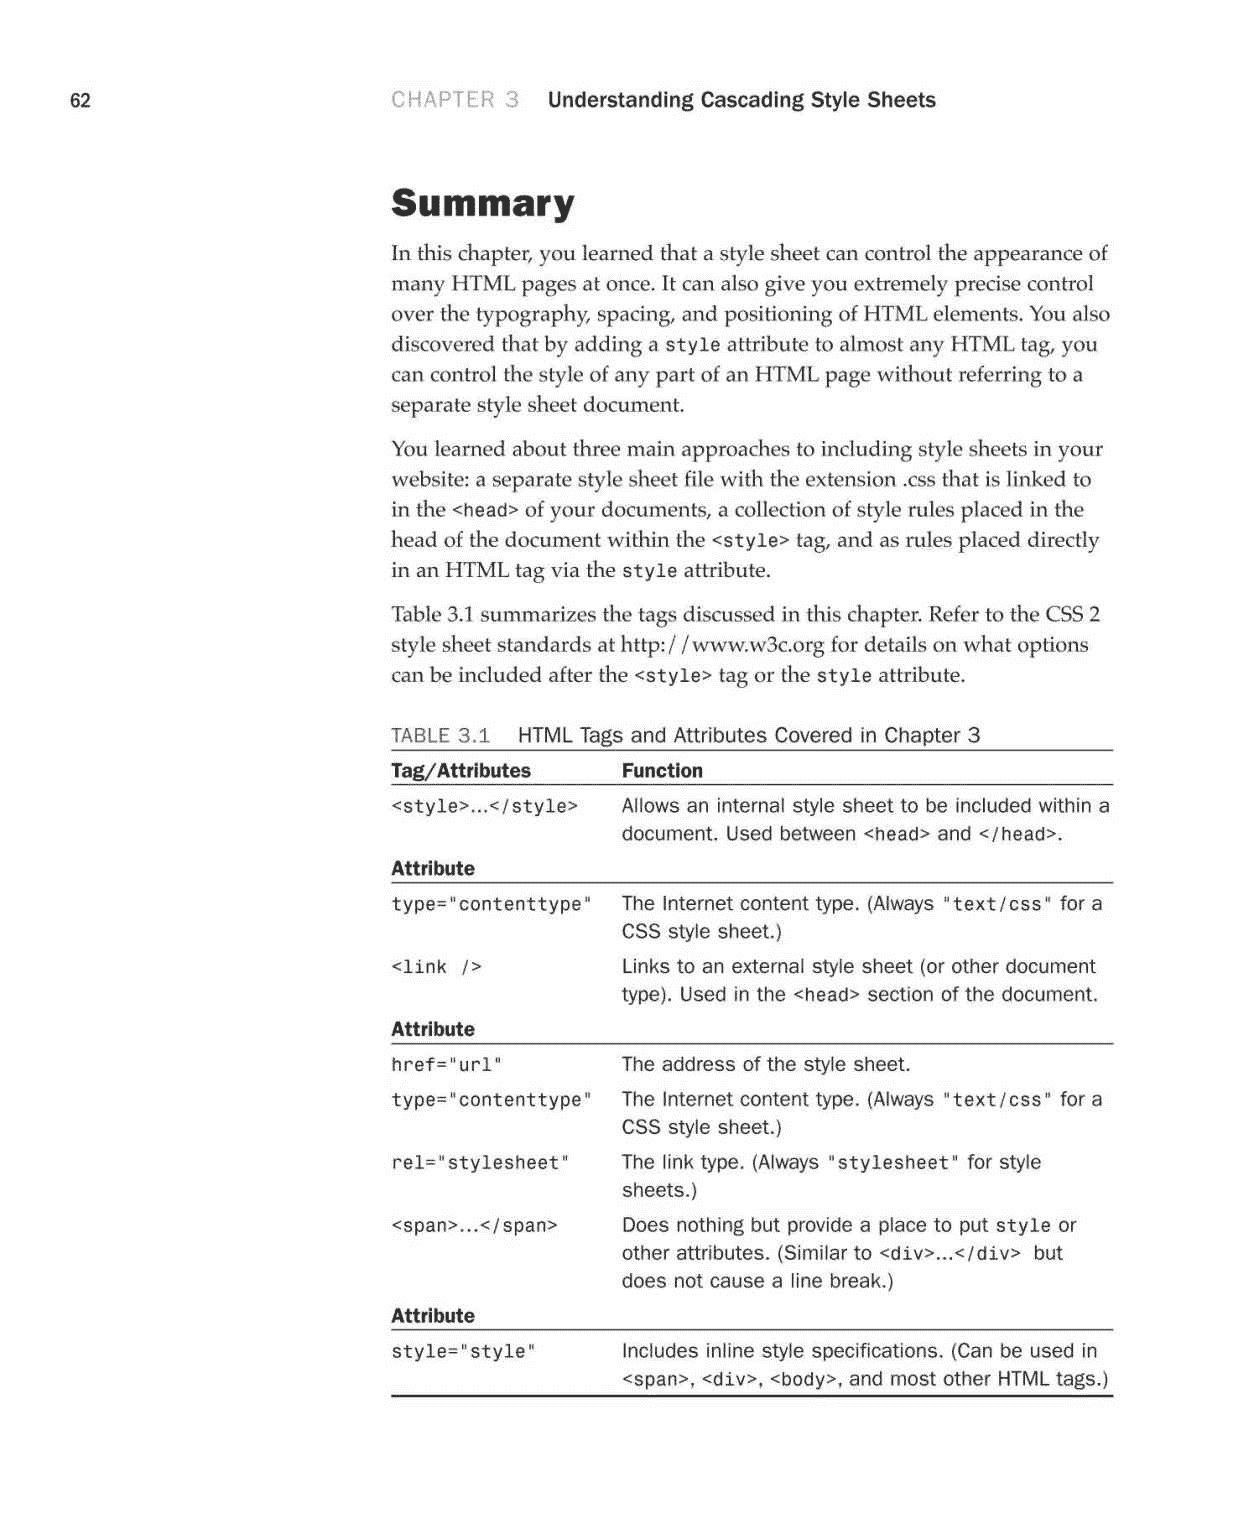 62
CHAPTER 3 Understanding Cascading Style Sheets
Summary
In this chapter, you learned that a style sheet can control the appearance of
many HTML pages at once. It can also give you extremely precise control
over the typography, spacing, and positioning of HTML elements. You also
discovered that by adding a style attribute to almost any HTML tag, you
can control the style of any part of an HTML page without referring to a
separate style sheet document.
You learned about three main approaches to including style sheets in your
website: a separate style sheet file with the extension .css that is linked to
in the <head> of your documents, a collection of style rules placed in the
head of the document within the <style> tag, and as rules placed directly
in an HTML tag via the style attribute.
Table 3.1 summarizes the tags discussed in this chapter. Refer to the CSS 2
style sheet standards at http://www.w3c.org for details on what options
can be included after the <style> tag or the style attribute.
TABLE 3.1 HTML Tags and Attributes Covered in Chapter 3
Tag/Attributes Function
<style>...</style> Allows an internal style sheet to be included within a
document. Used between <head> and </head>.
Attribute
type="contenttype" The Internet content type. (Always "text/css" for a
CSS style sheet.)
<link /> Links to an external style sheet (or other document
type). Used in the <head> section of the document.
Attribute
href="url" The address of the style sheet.
type="contenttype" The Internet content type. (Always "text/css" for a
CSS style sheet.)
rel="stylesheet" The link type. (Always "stylesheet" for style
sheets.)
<span>...</span> Does nothing but provide a place to put style or
other attributes. (Similar to <div>...</div> but
does not cause a line break.)
Attribute
style="style" Includes inline style specifications. (Can be used in
<span>, <div>, <body>, and most other HTML tags.)